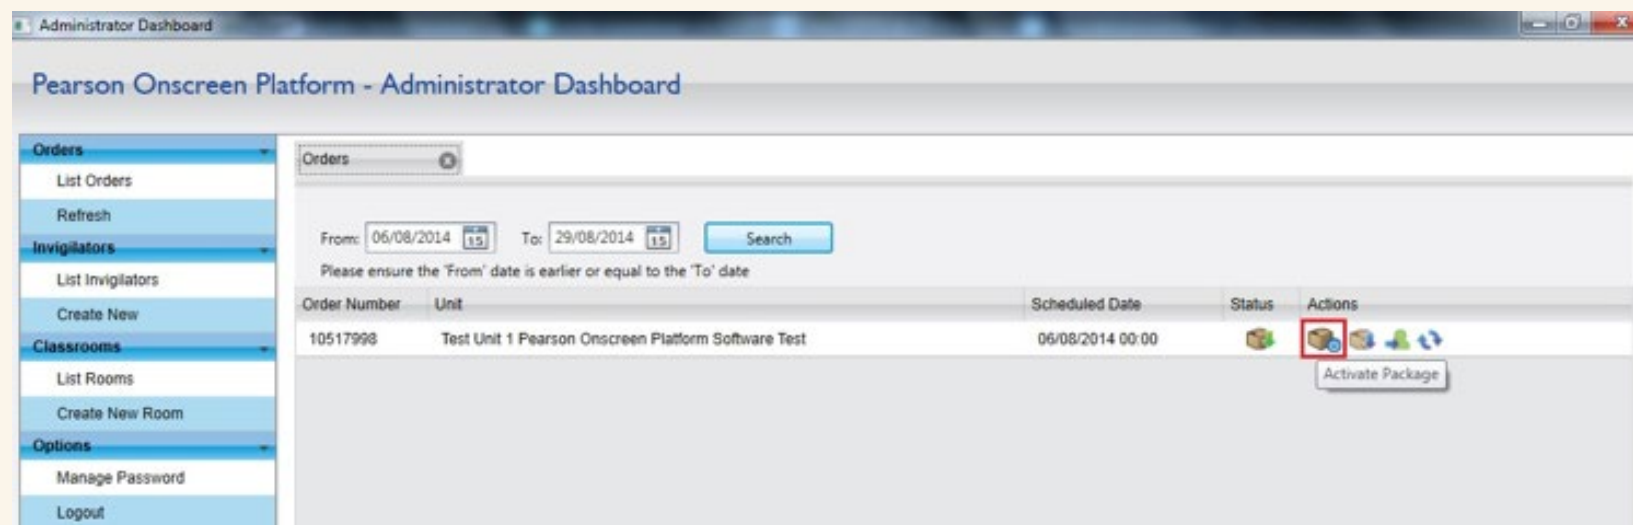 Administrator Dashboard
Pearson Onscreen Platform - Administrator Dashboard
Orders
List Orders
Refresh
Invigilators
List Invigilators
Create New
Classrooms
List Rooms
Create New Room
Options
Manage Password
Logout
Orders
From: 06/08/2014 15 To: 29/08/2014 15 Search
Please ensure the 'From' date is earlier or equal to the 'To' date
Order Number Unit Scheduled Date Status Actions
10517998 Test Unit 1 Pearson Onscreen Platform Software Test 06/08/2014 00:00
Activate Package